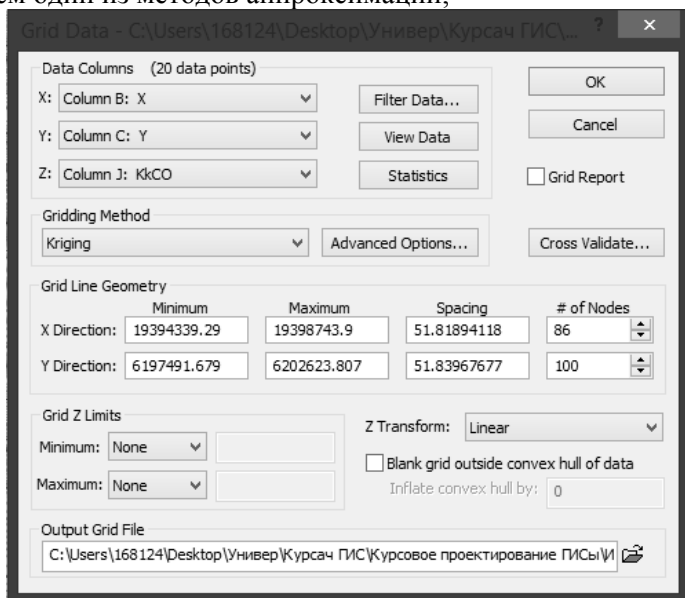 один из методов аппроксимации,
Grid Data - C:\Users\168124\Desktop\Универ\Курсач ГИС\... ? ×
Data Columns (20 data points)
X: Column B: X
Y: Column C: Y
Z: Column J: KkCO
Filter Data...
View Data
Statistics
OK
Cancel
Grid Report
Gridding Method
Kriging
Advanced Options...
Cross Validate...
Grid Line Geometry
Minimum Maximum Spacing # of Nodes
X Direction: 19394339.29 19398743.9 51.81894118 86
Y Direction: 6197491.679 6202623.807 51.83967677 100
Grid Z Limits
Minimum: None
Maximum: None
Z Transform: Linear
Blank grid outside convex hull of data
Inflate convex hull by: 0
Output Grid File
C:\Users\168124\Desktop\Универ\Курсач ГИС\Курсовое проектирование ГИСы\И